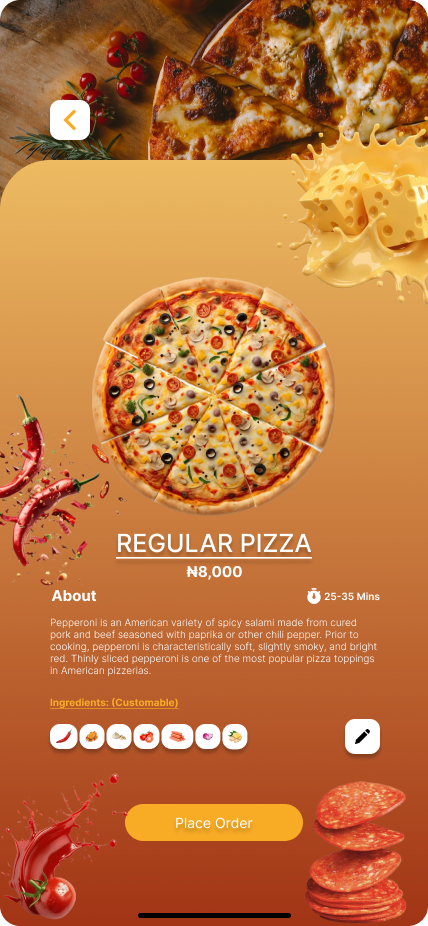 REGULAR PIZZA
₦8,000
About
25-35 Mins
Pepperoni is an American variety of spicy salami made from cured
pork and beef seasoned with paprika or other chili pepper. Prior to
cooking, pepperoni is characteristically soft, slightly smoky, and bright
red. Thinly sliced pepperoni is one of the most popular pizza toppings
in American pizzerias.
Ingredients: (Customable)
Place Order